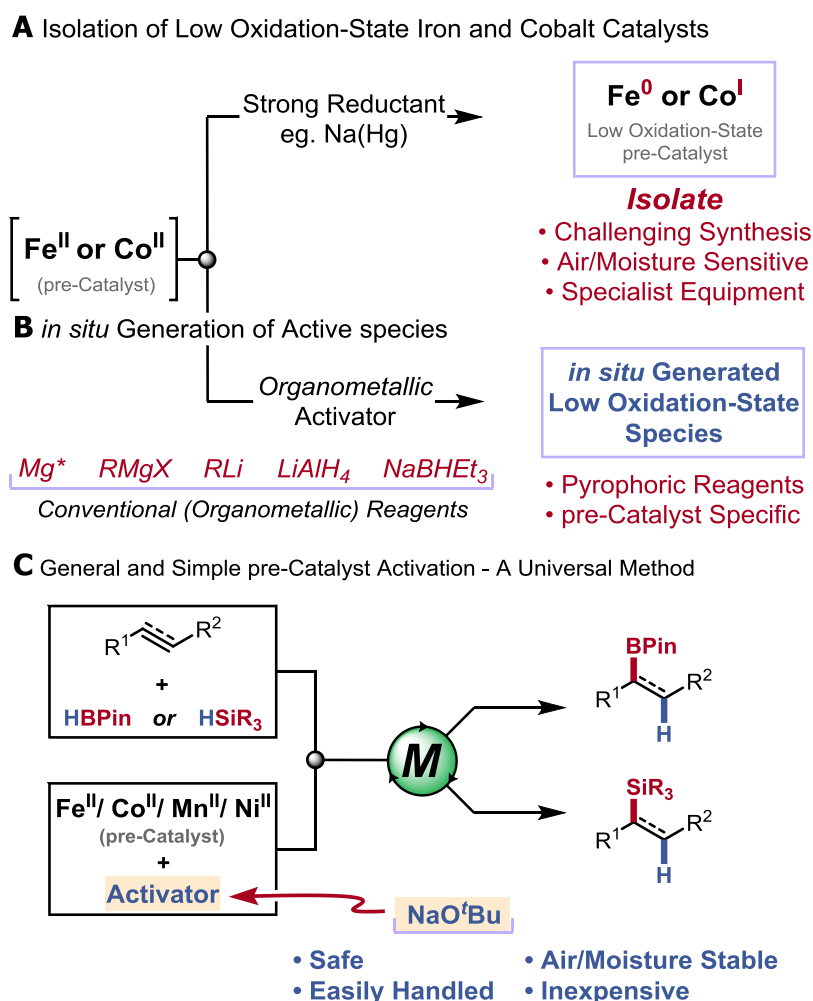 A Isolation of Low Oxidation-State Iron and Cobalt Catalysts
Strong Reductant
eg. Na(Hg)
Fe⁰ or Coᴵ
Low Oxidation-State
pre-Catalyst
Isolate
• Challenging Synthesis
• Air/Moisture Sensitive
• Specialist Equipment
[Feᴵᴵ or Coᴵᴵ]
(pre-Catalyst)
B in situ Generation of Active species
Organometallic
Activator
in situ Generated
Low Oxidation-State
Species
Mg* RMgX RLi LiAlH₄ NaBHEt₃
Conventional (Organometallic) Reagents
• Pyrophoric Reagents
• pre-Catalyst Specific
C General and Simple pre-Catalyst Activation - A Universal Method
R¹ R²
+
HBPin or HSiR₃
Feᴵᴵ/ Coᴵᴵ/ Mnᴵᴵ/ Niᴵᴵ
(pre-Catalyst)
+
Activator
NaOᵗBu
M
BPin
R¹ R²
H
SiR₃
R¹ R²
H
• Safe
• Easily Handled
• Air/Moisture Stable
• Inexpensive